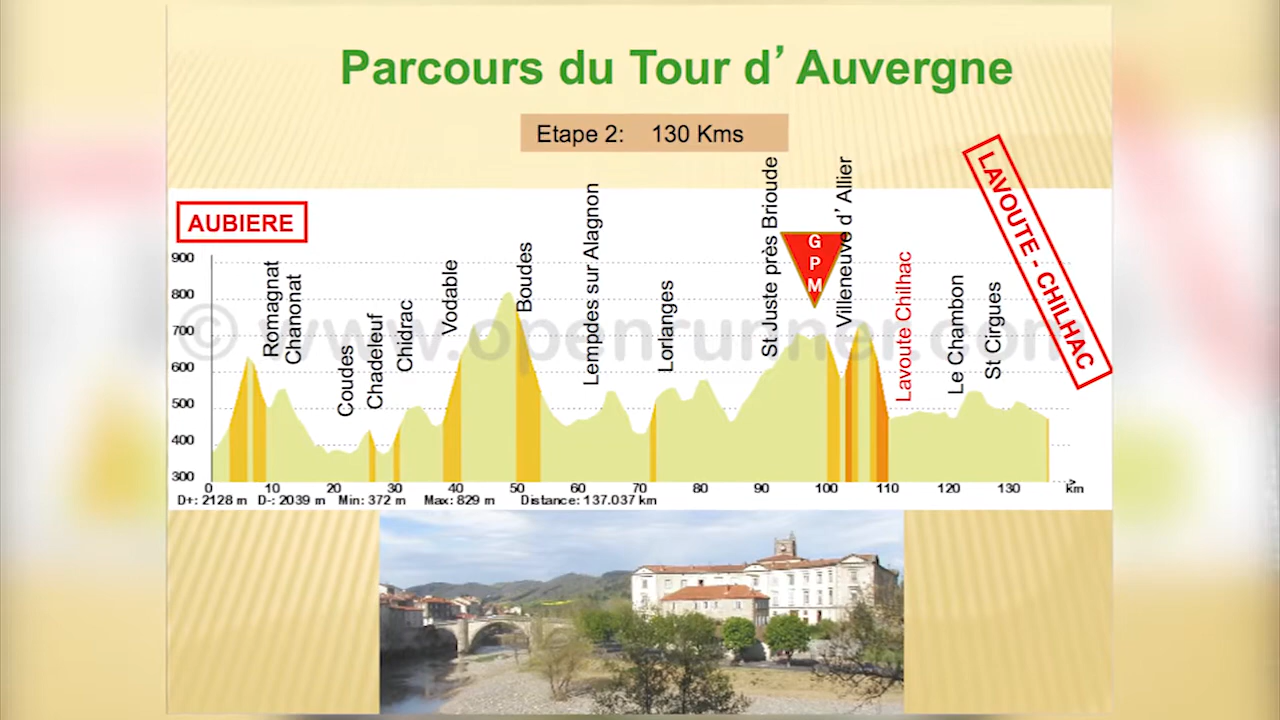 Parcours du Tour d’ Auvergne
Etape 2: 130 Kms
AUBIERE
LAVOUTE - CHILHAC
Romagnat
Chanonat
Coudes
Chadeleuf
Chidrac
Vodable
Boudes
Lempdes sur Alagnon
Lorlanges
St Juste près Brioude
G
P
M
Villeneuve d’ Allier
Lavoute Chilhac
Le Chambon
St Cirgues
© www.openrunner.com
900
800
700
600
500
400
300
0 10 20 30 40 50 60 70 80 90 100 110 120 130 km
D+: 2128 m D-: 2039 m Min: 372 m Max: 829 m Distance: 137.037 km